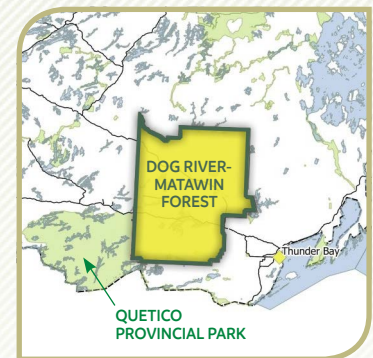 DOG RIVER-
MATAWIN
FOREST
Thunder Bay
QUETICO
PROVINCIAL PARK